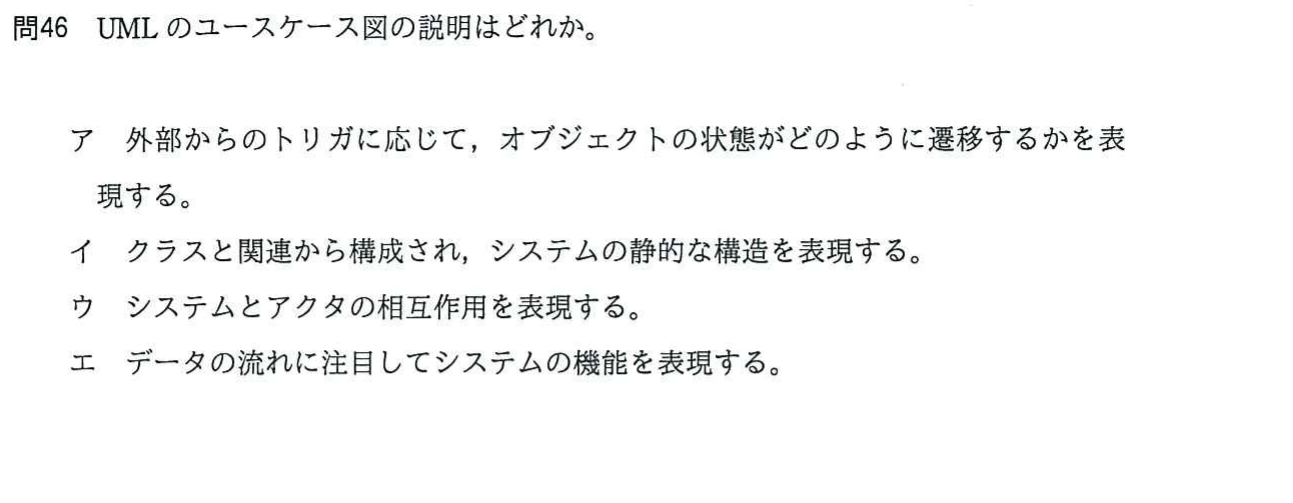 問46 UML のユースケース図の説明はどれか。
ア 外部からのトリガに応じて，オブジェクトの状態がどのように遷移するかを表
現する。
イ クラスと関連から構成され，システムの静的な構造を表現する。
ウ システムとアクタの相互作用を表現する。
エ データの流れに注目してシステムの機能を表現する。